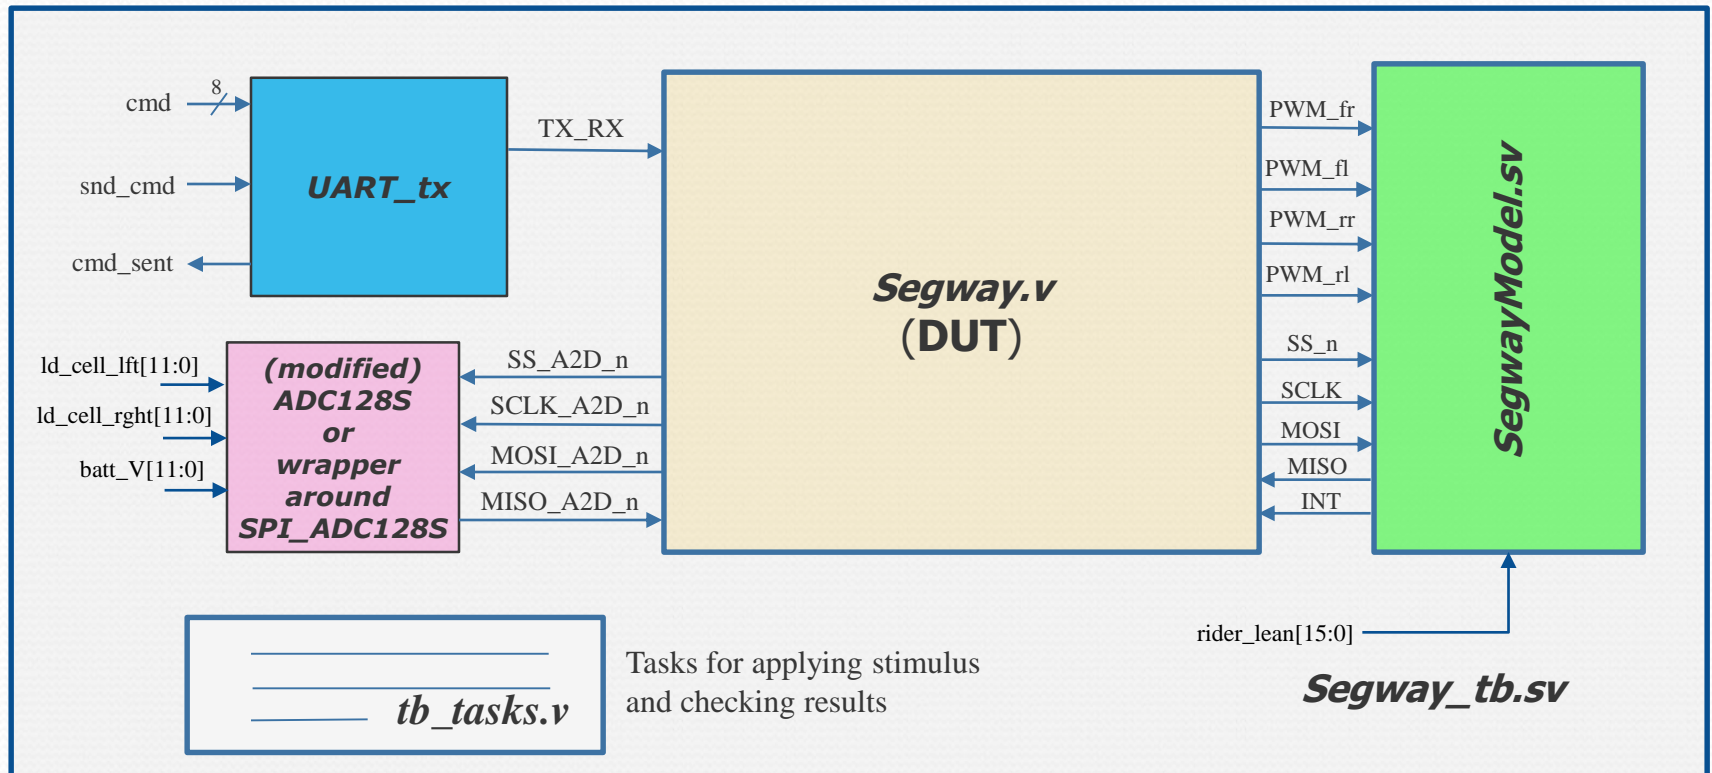 cmd
8
snd_cmd
cmd_sent
UART_tx
TX_RX
ld_cell_lft[11:0]
ld_cell_rght[11:0]
batt_V[11:0]
(modified)
ADC128S
or
wrapper
around
SPI_ADC128S
SS_A2D_n
SCLK_A2D_n
MOSI_A2D_n
MISO_A2D_n
Segway.v
(DUT)
PWM_fr
PWM_fl
PWM_rr
PWM_rl
SS_n
SCLK
MOSI
MISO
INT
SegwayModel.sv
rider_lean[15:0]
Segway_tb.sv
tb_tasks.v
Tasks for applying stimulus
and checking results